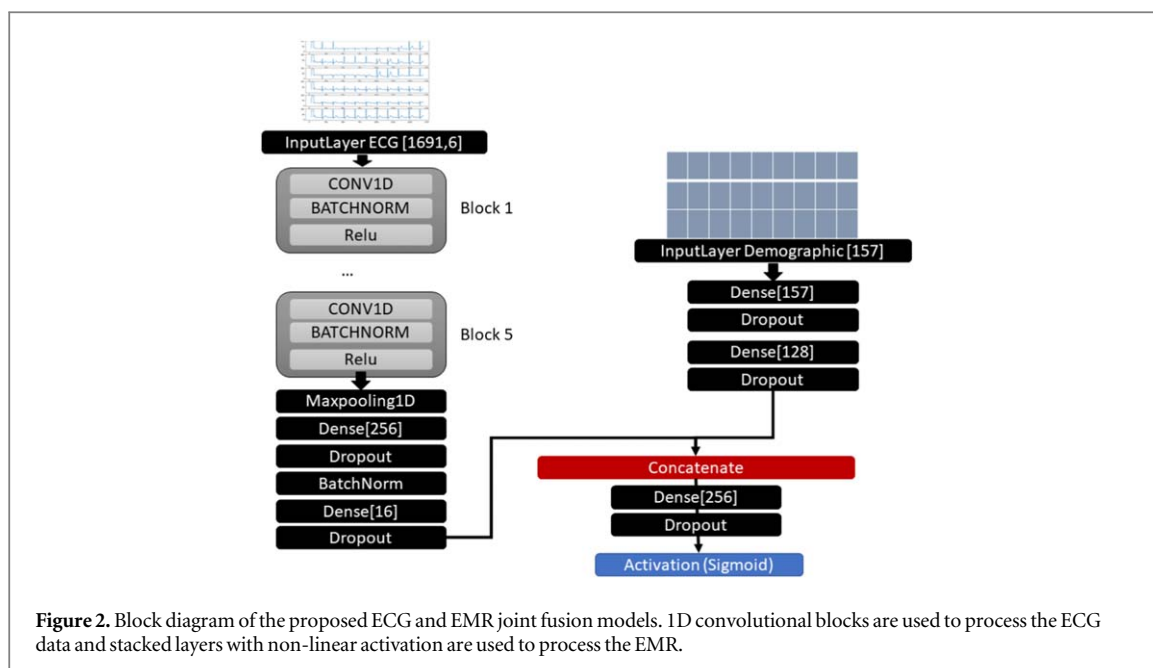 InputLayer ECG [1691,6]
CONV1D
BATCHNORM
Relu
Block 1
...
CONV1D
BATCHNORM
Relu
Block 5
Maxpooling1D
Dense[256]
Dropout
BatchNorm
Dense[16]
Dropout
InputLayer Demographic [157]
Dense[157]
Dropout
Dense[128]
Dropout
Concatenate
Dense[256]
Dropout
Activation (Sigmoid)
Figure 2. Block diagram of the proposed ECG and EMR joint fusion models. 1D convolutional blocks are used to process the ECG
data and stacked layers with non-linear activation are used to process the EMR.